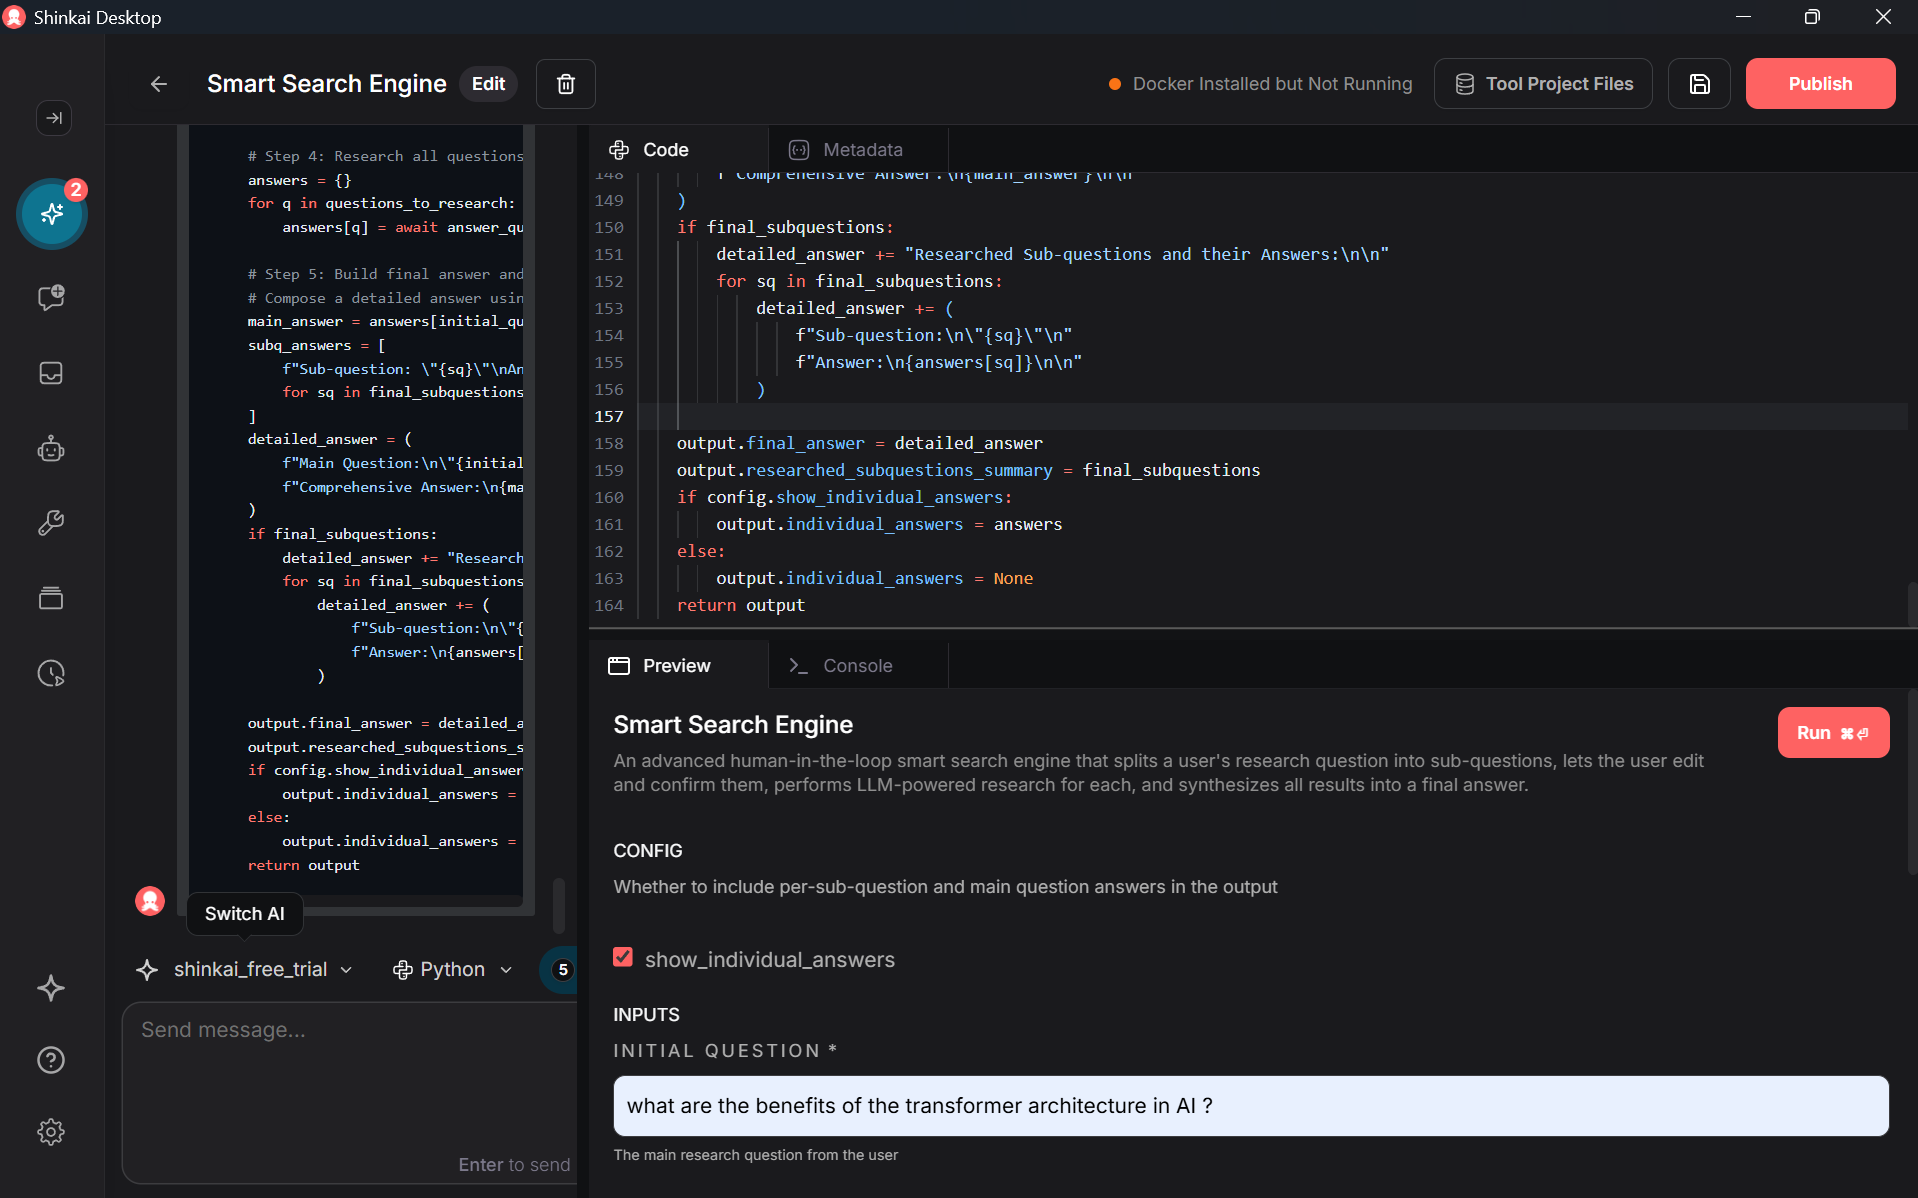 Shinkai Desktop
Smart Search Engine
Edit
Docker Installed but Not Running
Tool Project Files
Publish
2
# Step 4: Research all questions
answers = {}
for q in questions_to_research:
answers[q] = await answer_qu
# Step 5: Build final answer and
# Compose a detailed answer usin
main_answer = answers[initial_qu
subq_answers = [
f"Sub-question: \"{sq}\"\nAn
for sq in final_subquestions
]
detailed_answer = (
f"Main Question:\n\"{initial
f"Comprehensive Answer:\n{ma
)
if final_subquestions:
detailed_answer += "Research
for sq in final_subquestions
detailed_answer += (
f"Sub-question:\n\"{
f"Answer:\n{answers[
)
output.final_answer = detailed_a
output.researched_subquestions_s
if config.show_individual_answer
output.individual_answers =
else:
output.individual_answers =
return output
Switch AI
shinkai_free_trial
Python
5
Send message...
Enter to send
Code
Metadata
148 f"Comprehensive Answer:\n{main_answer}\n\n"
149 )
150 if final_subquestions:
151 detailed_answer += "Researched Sub-questions and their Answers:\n\n"
152 for sq in final_subquestions:
153 detailed_answer += (
154 f"Sub-question:\n\"{sq}\"\n"
155 f"Answer:\n{answers[sq]}\n\n"
156 )
157
158 output.final_answer = detailed_answer
159 output.researched_subquestions_summary = final_subquestions
160 if config.show_individual_answers:
161 output.individual_answers = answers
162 else:
163 output.individual_answers = None
164 return output
Preview
Console
Smart Search Engine
Run ⌘⏎
An advanced human-in-the-loop smart search engine that splits a user's research question into sub-questions, lets the user edit
and confirm them, performs LLM-powered research for each, and synthesizes all results into a final answer.
CONFIG
Whether to include per-sub-question and main question answers in the output
show_individual_answers
INPUTS
INITIAL QUESTION *
what are the benefits of the transformer architecture in AI ?
The main research question from the user